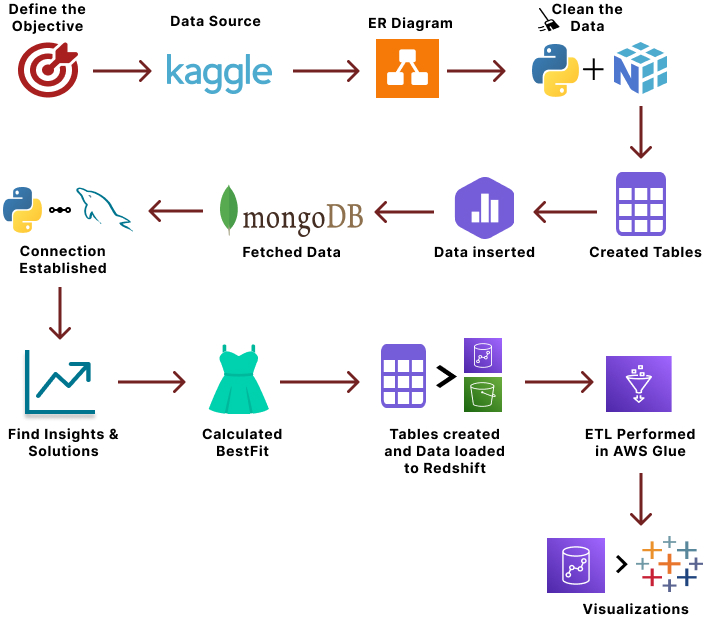 Define the
Objective
Data Source
ER Diagram
Clean the
Data
kaggle
mongoDB
Connection
Established
Fetched Data
Data inserted
Created Tables
Find Insights &
Solutions
Calculated
BestFit
Tables created
and Data loaded
to Redshift
ETL Performed
in AWS Glue
Visualizations